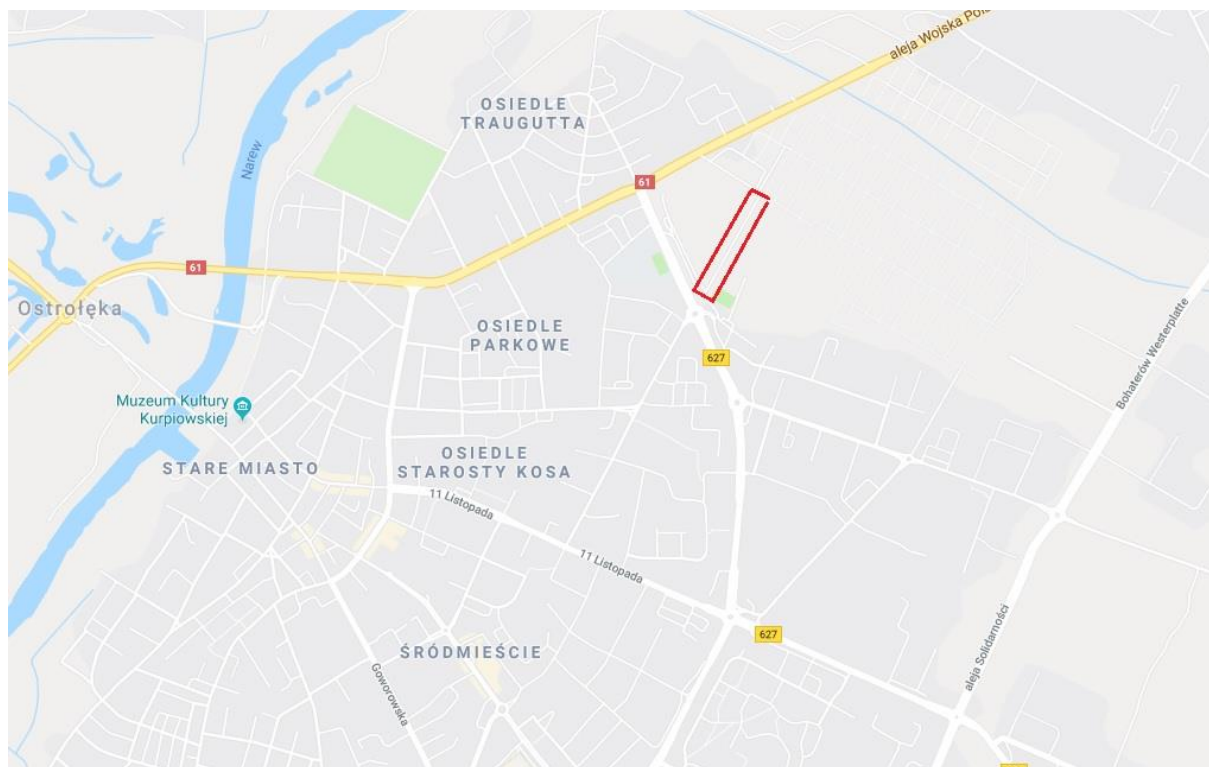 aleja Wojska Pols
OSIEDLE
TRAUGUTTA
Narew
61
61
Ostrołęka
OSIEDLE
PARKOWE
627
Bohaterów Westerplatte
Muzeum Kultury
Kurpiowskiej
STARE MIASTO
OSIEDLE
STAROSTY KOSA
11 Listopada
11 Listopada
627
aleja Solidarności
ŚRÓDMIEŚCIE
Goworowska